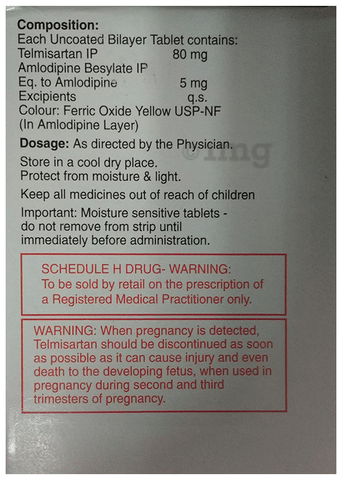 Composition:
Each Uncoated Bilayer Tablet contains:
Telmisartan IP 80 mg
Amlodipine Besylate IP
Eq. to Amlodipine 5 mg
Excipients q.s.
Colour: Ferric Oxide Yellow USP-NF
(In Amlodipine Layer)
Dosage: As directed by the Physician.
Store in a cool dry place.
Protect from moisture & light.
Keep all medicines out of reach of children
Important: Moisture sensitive tablets -
do not remove from strip until
immediately before administration.
SCHEDULE H DRUG- WARNING:
To be sold by retail on the prescription of
a Registered Medical Practitioner only.
WARNING: When pregnancy is detected,
Telmisartan should be discontinued as soon
as possible as it can cause injury and even
death to the developing fetus, when used in
pregnancy during second and third
trimesters of pregnancy.